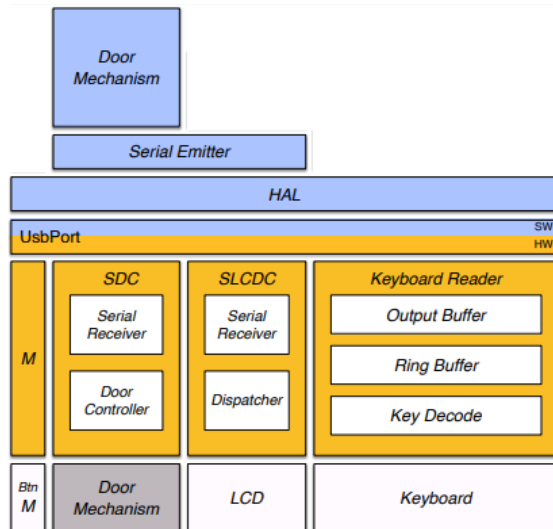 Door
Mechanism
Serial Emitter
HAL
UsbPort
SW
HW
M
SDC
Serial
Receiver
Door
Controller
SLCDC
Serial
Receiver
Dispatcher
Keyboard Reader
Output Buffer
Ring Buffer
Key Decode
Btn
M
Door
Mechanism
LCD
Keyboard